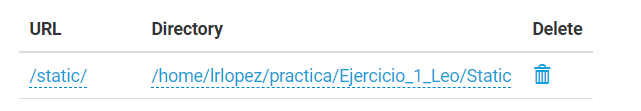 URL Directory Delete
/static/ /home/lrlopez/practica/Ejercicio_1_Leo/Static